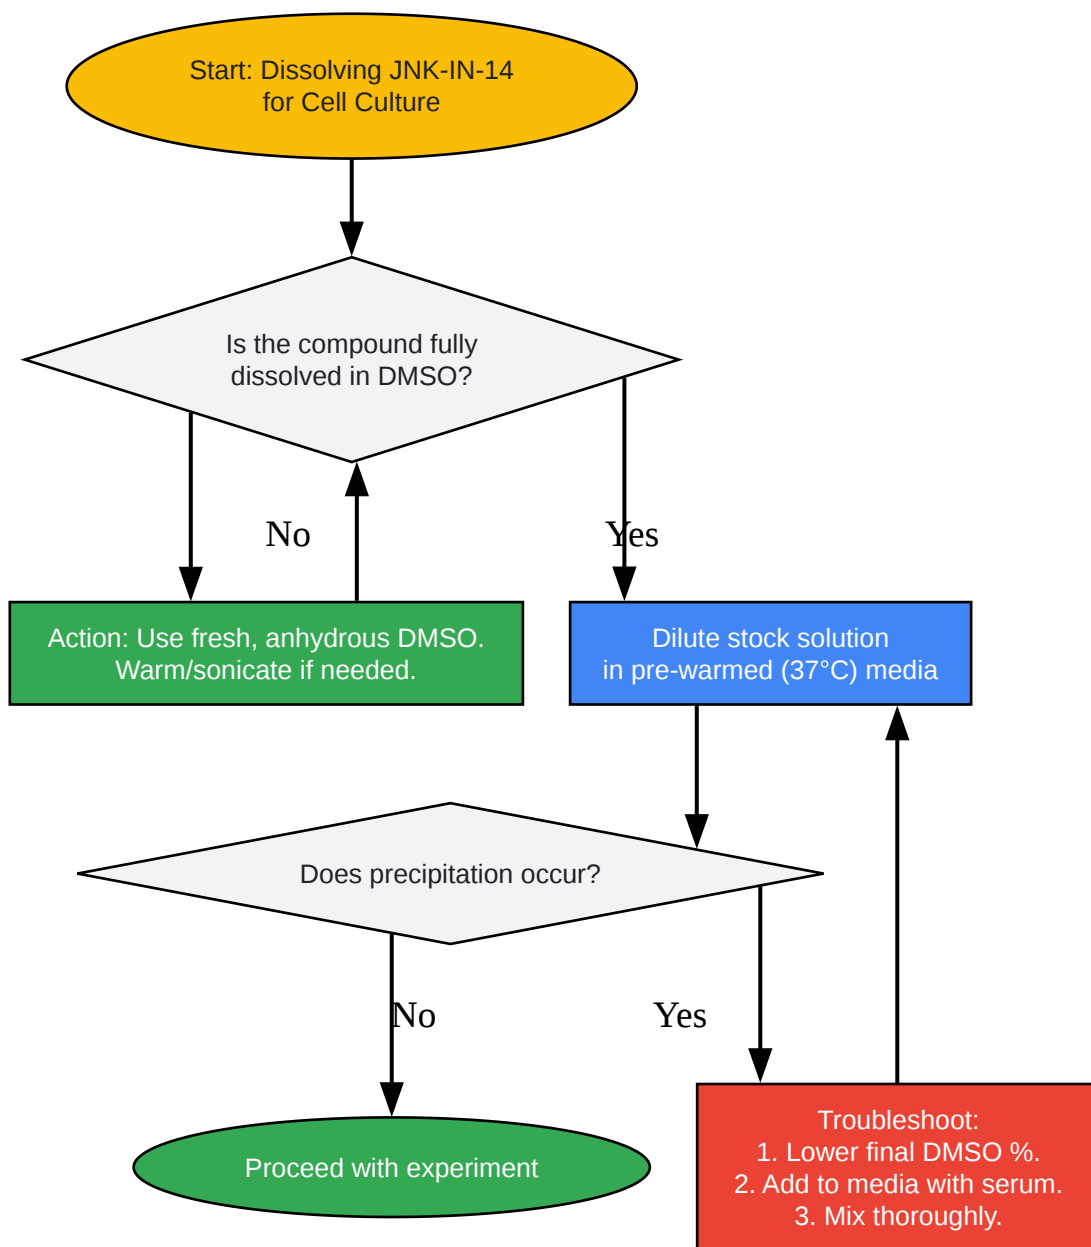 Start: Dissolving JNK-IN-14
for Cell Culture
Is the compound fully
dissolved in DMSO?
No
Yes
Action: Use fresh, anhydrous DMSO.
Warm/sonicate if needed.
Dilute stock solution
in pre-warmed (37°C) media
Does precipitation occur?
No
Yes
Proceed with experiment
Troubleshoot:
1. Lower final DMSO %.
2. Add to media with serum.
3. Mix thoroughly.